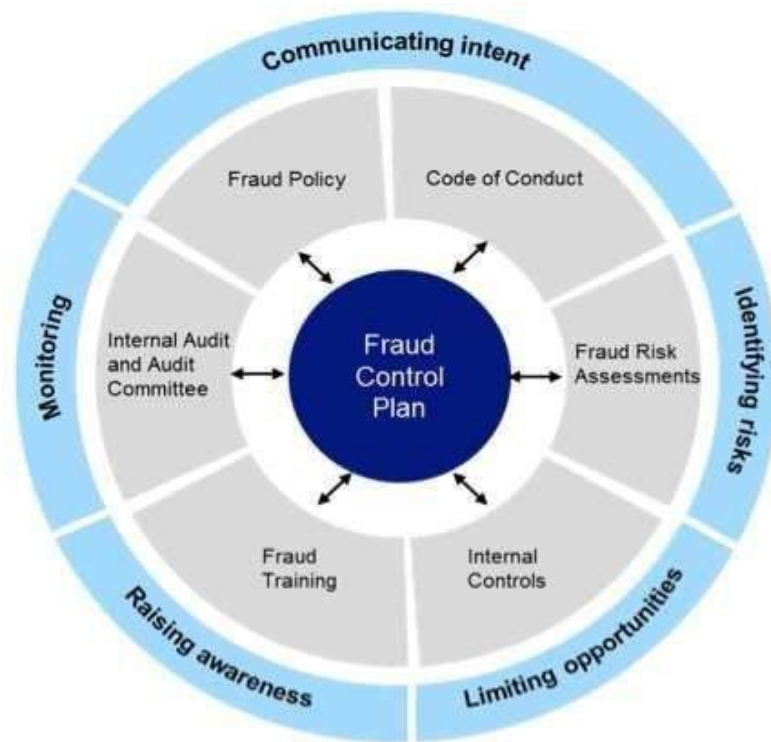 Communicating intent
Fraud Policy
Code of Conduct
Monitoring
Internal Audit
and Audit
Committee
Fraud
Control
Plan
Fraud Risk
Assessments
Identifying risks
Fraud
Training
Internal
Controls
Raising awareness
Limiting opportunities